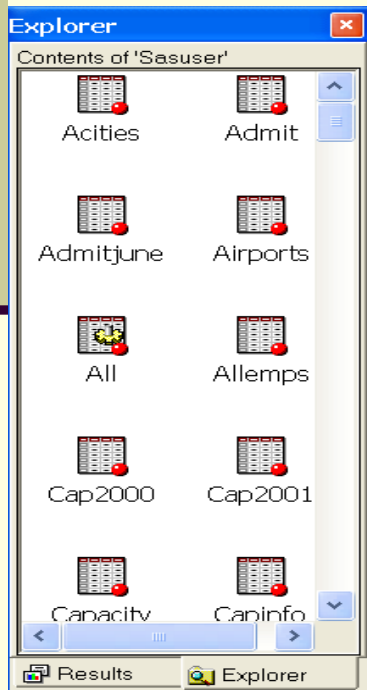 Explorer
Contents of 'Sasuser'
Acities Admit
Admitjune Airports
All Allemps
Cap2000 Cap2001
Capacity Capinfo
Results Explorer